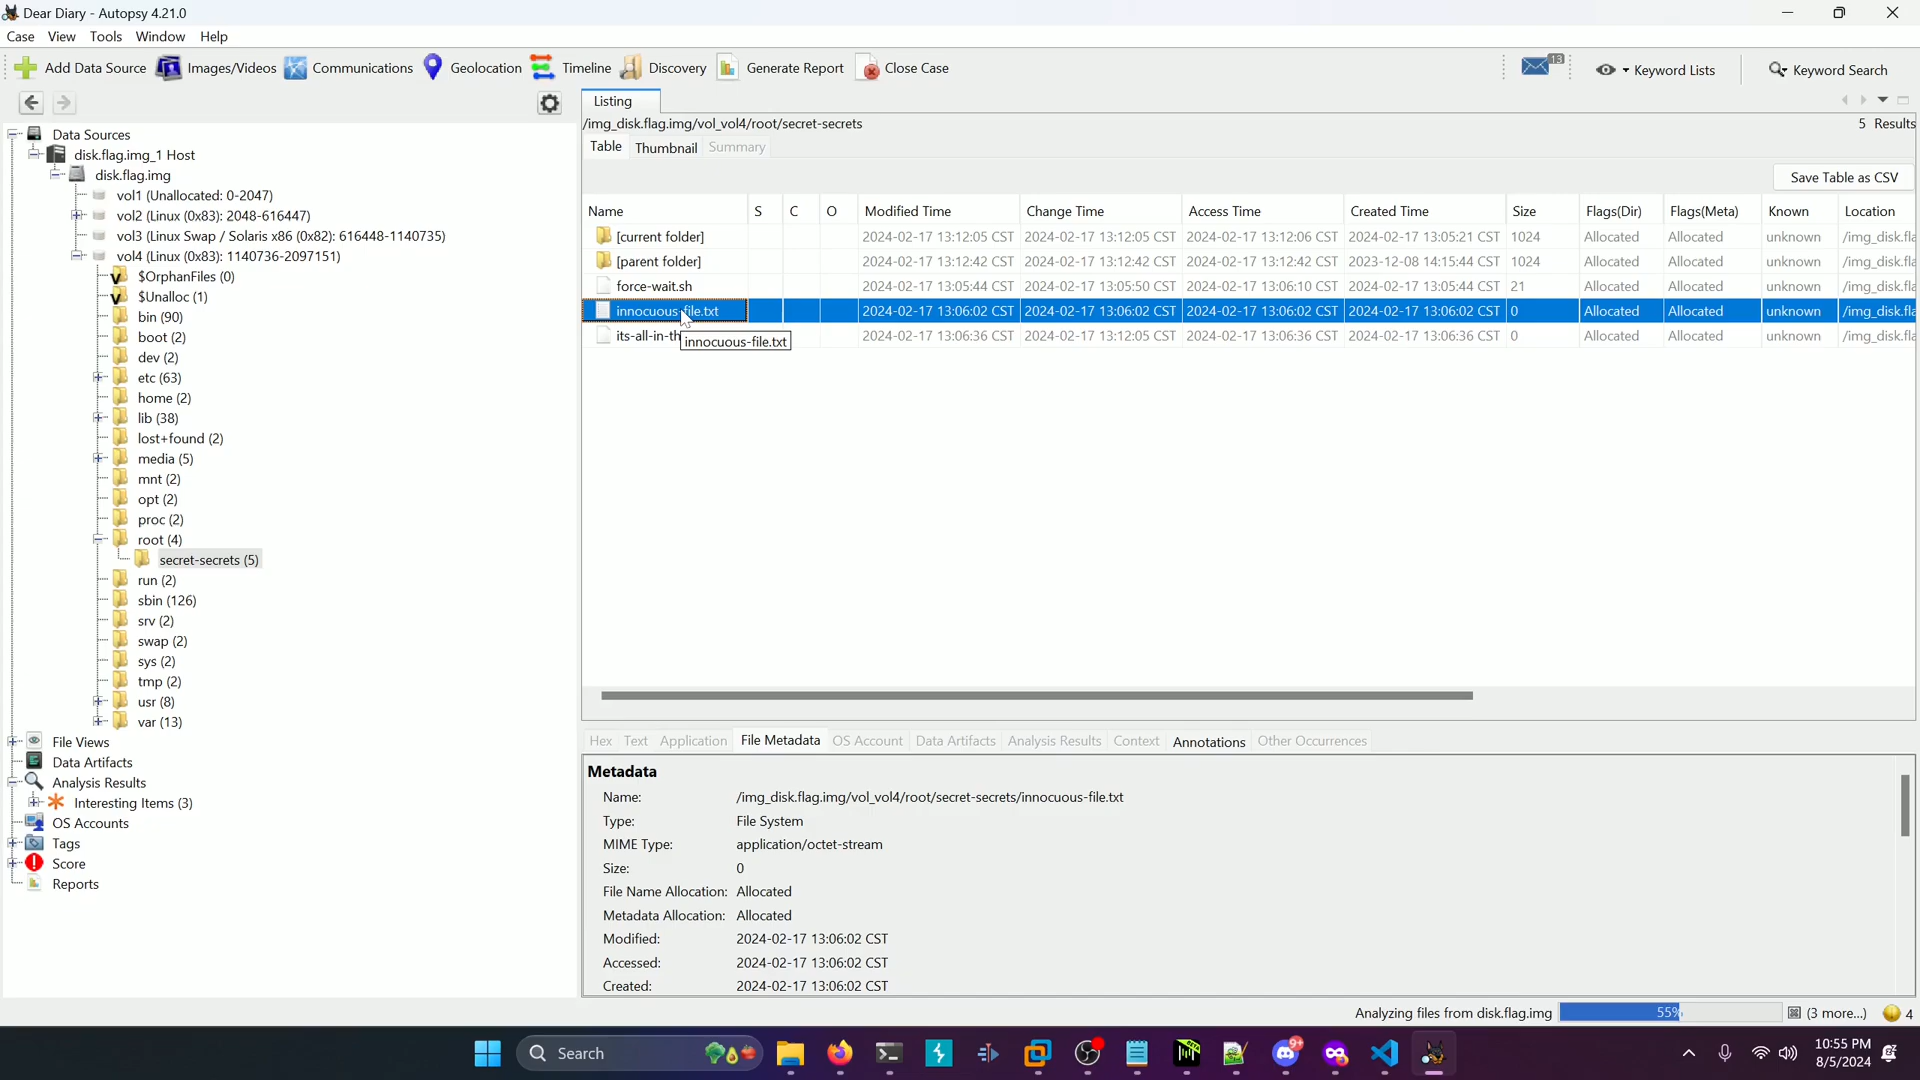 Dear Diary - Autopsy 4.21.0
Case View Tools Window Help
Add Data Source Images/Videos Communications Geolocation Timeline Discovery Generate Report Close Case 13 Keyword Lists Keyword Search
Listing
/img_disk.flag.img/vol_vol4/root/secret-secrets 5 Results
Table Thumbnail Summary
Save Table as CSV
Name S C O Modified Time Change Time Access Time Created Time Size Flags(Dir) Flags(Meta) Known Location
[current folder] 2024-02-17 13:12:05 CST 2024-02-17 13:12:05 CST 2024-02-17 13:12:06 CST 2024-02-17 13:05:21 CST 1024 Allocated Allocated unknown /img_disk.fla
[parent folder] 2024-02-17 13:12:42 CST 2024-02-17 13:12:42 CST 2024-02-17 13:12:42 CST 2023-12-08 14:15:44 CST 1024 Allocated Allocated unknown /img_disk.fla
force-wait.sh 2024-02-17 13:05:44 CST 2024-02-17 13:05:50 CST 2024-02-17 13:06:10 CST 2024-02-17 13:05:44 CST 21 Allocated Allocated unknown /img_disk.fla
innocuous-file.txt 2024-02-17 13:06:02 CST 2024-02-17 13:06:02 CST 2024-02-17 13:06:02 CST 2024-02-17 13:06:02 CST 0 Allocated Allocated unknown /img_disk.fla
its-all-in-th 2024-02-17 13:06:36 CST 2024-02-17 13:12:05 CST 2024-02-17 13:06:36 CST 2024-02-17 13:06:36 CST 0 Allocated Allocated unknown /img_disk.fla
innocuous-file.txt
Data Sources
disk.flag.img_1 Host
disk.flag.img
vol1 (Unallocated: 0-2047)
vol2 (Linux (0x83): 2048-616447)
vol3 (Linux Swap / Solaris x86 (0x82): 616448-1140735)
vol4 (Linux (0x83): 1140736-2097151)
$OrphanFiles (0)
$Unalloc (1)
bin (90)
boot (2)
dev (2)
etc (63)
home (2)
lib (38)
lost+found (2)
media (5)
mnt (2)
opt (2)
proc (2)
root (4)
secret-secrets (5)
run (2)
sbin (126)
srv (2)
swap (2)
sys (2)
tmp (2)
usr (8)
var (13)
File Views
Data Artifacts
Analysis Results
Interesting Items (3)
OS Accounts
Tags
Score
Reports
Hex Text Application File Metadata OS Account Data Artifacts Analysis Results Context Annotations Other Occurrences
Metadata
Name: /img_disk.flag.img/vol_vol4/root/secret-secrets/innocuous-file.txt
Type: File System
MIME Type: application/octet-stream
Size: 0
File Name Allocation: Allocated
Metadata Allocation: Allocated
Modified: 2024-02-17 13:06:02 CST
Accessed: 2024-02-17 13:06:02 CST
Created: 2024-02-17 13:06:02 CST
Analyzing files from disk.flag.img 55% (3 more...) 4
Search
9+
10:55 PM
8/5/2024